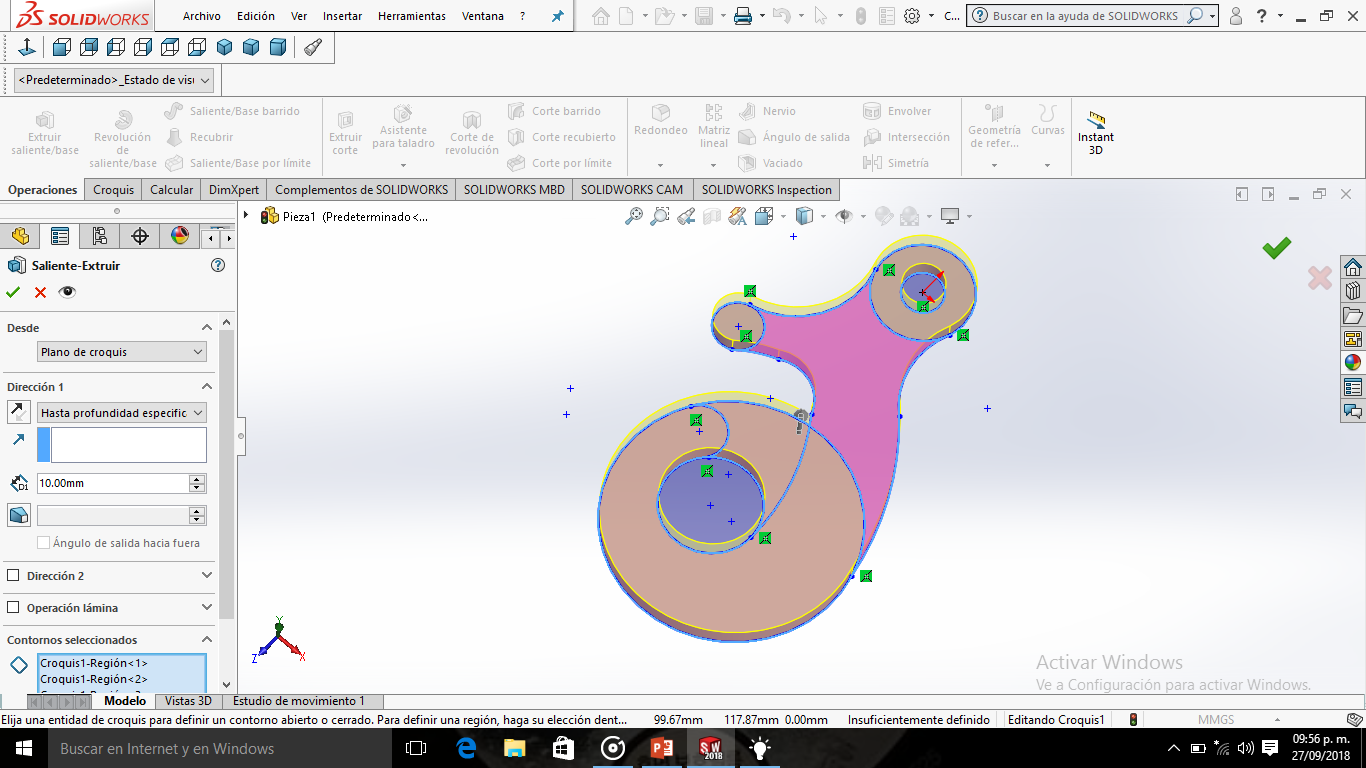 SOLIDWORKS
Archivo Edición Ver Insertar Herramientas Ventana ?
C...
Buscar en la ayuda de SOLIDWORKS
?
<Predeterminado>_Estado de visu
Extruir saliente/base
Revolución de saliente/base
Saliente/Base barrido
Recubrir
Saliente/Base por límite
Extruir corte
Asistente para taladro
Corte de revolución
Corte barrido
Corte recubierto
Corte por límite
Redondeo
Matriz lineal
Nervio
Ángulo de salida
Vaciado
Envolver
Intersección
Simetría
Geometría de refer...
Curvas
Instant 3D
Operaciones Croquis Calcular DimXpert Complementos de SOLIDWORKS SOLIDWORKS MBD SOLIDWORKS CAM SOLIDWORKS Inspection
Pieza1 (Predeterminado<...
Saliente-Extruir
Desde
Plano de croquis
Dirección 1
Hasta profundidad especific
D1
10.00mm
Ángulo de salida hacia fuera
Dirección 2
Operación lámina
Contornos seleccionados
Croquis1-Región<1>
Croquis1-Región<2>
Y
Z
X
Activar Windows
Ve a Configuración para activar Windows.
Modelo Vistas 3D Estudio de movimiento 1
Elija una entidad de croquis para definir un contorno abierto o cerrado. Para definir una región, haga su elección dent... 99.67mm 117.87mm 0.00mm Insuficientemente definido Editando Croquis1 MMGS
Buscar en Internet y en Windows
SW 2018
09:56 p. m.
27/09/2018